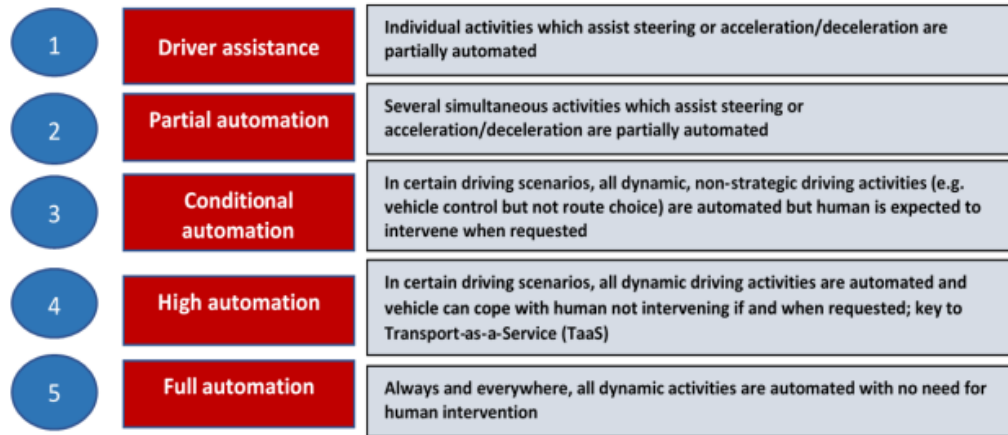 1
Driver assistance
Individual activities which assist steering or acceleration/deceleration are
partially automated
2
Partial automation
Several simultaneous activities which assist steering or
acceleration/deceleration are partially automated
3
Conditional
automation
In certain driving scenarios, all dynamic, non-strategic driving activities (e.g.
vehicle control but not route choice) are automated but human is expected to
intervene when requested
4
High automation
In certain driving scenarios, all dynamic driving activities are automated and
vehicle can cope with human not intervening if and when requested; key to
Transport-as-a-Service (TaaS)
5
Full automation
Always and everywhere, all dynamic activities are automated with no need for
human intervention